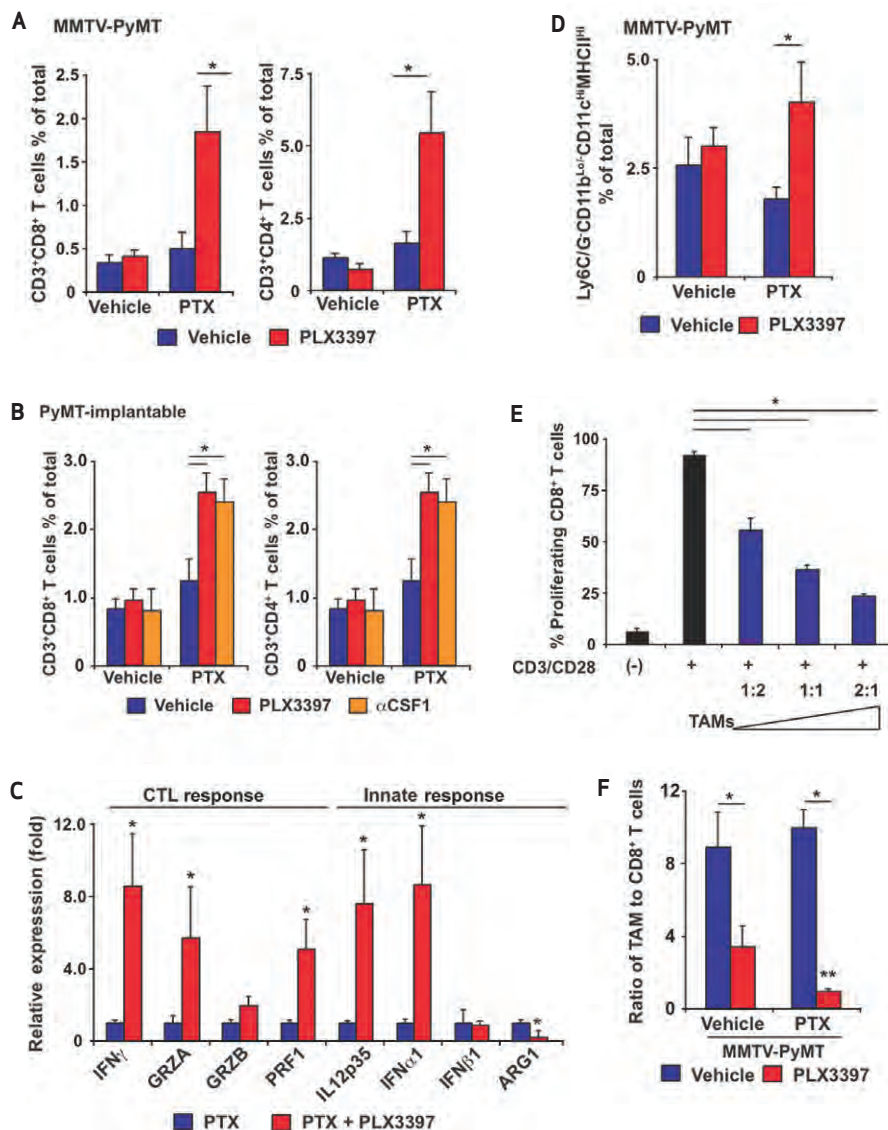 A
MMTV-PyMT
CD3+CD8+ T cells % of total
2.5
2.0
1.5
1.0
0.5
0
*
Vehicle PTX
CD3+CD4+ T cells % of total
7.5
5.0
2.5
0
*
Vehicle PTX
Vehicle PLX3397
B
PyMT-implantable
CD3+CD8+ T cells % of total
3.0
2.0
1.0
0
*
Vehicle PTX
CD3+CD4+ T cells % of total
3.0
2.0
1.0
0
*
Vehicle PTX
Vehicle PLX3397 αCSF1
C
CTL response Innate response
Relative expresssion (fold)
12.0
8.0
4.0
0.0
* * * * * *
IFNγ GRZA GRZB PRF1 IL12p35 IFNα1 IFNβ1 ARG1
PTX PTX + PLX3397
D
MMTV-PyMT
Ly6C/G-CD11bLo/-CD11cHiMHCIIHi
% of total
5.0
2.5
0
*
Vehicle PTX
Vehicle PLX3397
E
% Proliferating CD8+ T cells
100
75
50
25
0
*
CD3/CD28 (-) + + + +
1:2 1:1 2:1
TAMs
F
Ratio of TAM to CD8+ T cells
12
8
4
0
* *
**
Vehicle PTX
MMTV-PyMT
Vehicle PLX3397